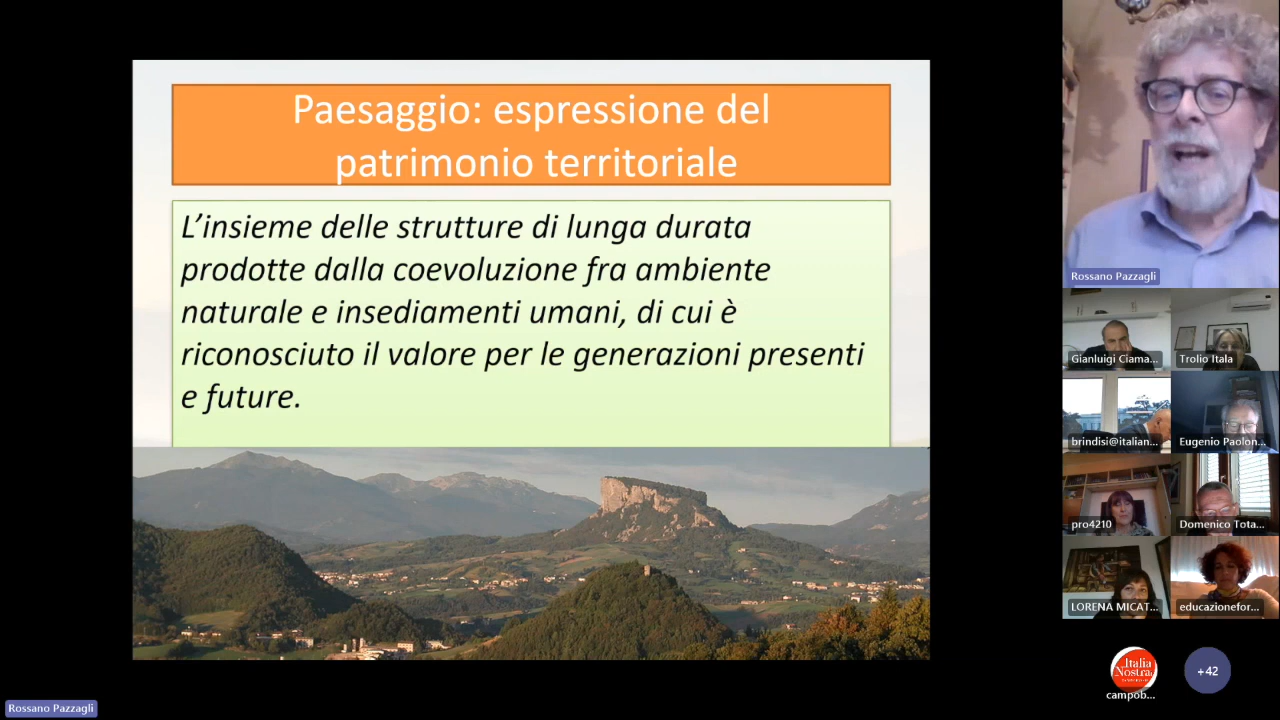 Paesaggio: espressione del
patrimonio territoriale
L’insieme delle strutture di lunga durata
prodotte dalla coevoluzione fra ambiente
naturale e insediamenti umani, di cui è
riconosciuto il valore per le generazioni presenti
e future.
Rossano Pazzagli
Gianluigi Ciama...
Trolio Itala
brindisi@italian...
Eugenio Paolon...
pro4210
Domenico Tota...
LORENA MICAT...
educazionefor...
Italia
Nostra
campob...
+42
Rossano Pazzagli